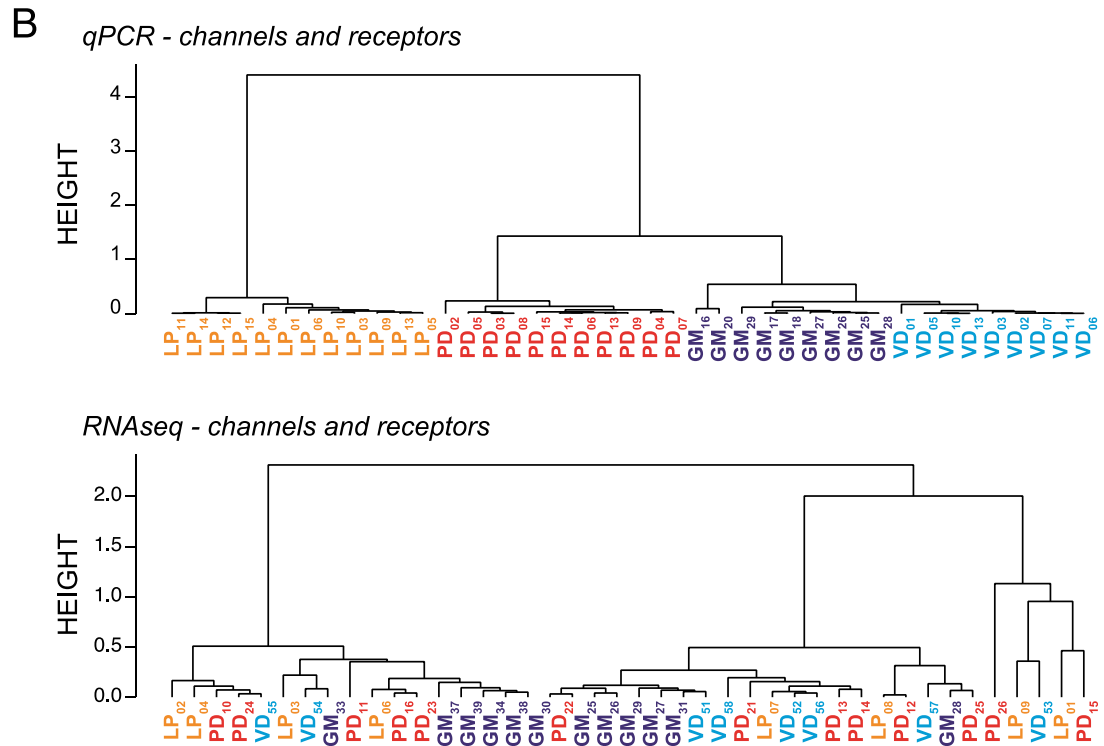 B
qPCR - channels and receptors
HEIGHT
4
3
2
1
0
LP11 LP14 LP12 LP15 LP04 LP01 LP06 LP10 LP03 LP09 LP13 LP05 PD02 PD05 PD03 PD08 PD15 PD14 PD06 PD13 PD09 PD04 PD07 GM16 GM20 GM29 GM17 GM18 GM27 GM26 GM25 GM28 VD01 VD05 VD10 VD13 VD03 VD02 VD07 VD11 VD06
RNAseq - channels and receptors
HEIGHT
2.0
1.5
1.0
0.5
0.0
LP02 LP04 PD10 PD24 VD55 LP03 VD54 GM33 PD11 LP06 PD16 PD23 GM37 GM39 GM34 GM38 GM30 PD22 GM25 GM26 GM29 GM27 GM31 VD51 VD58 PD21 LP07 VD52 VD56 PD13 PD14 LP08 PD12 VD57 GM28 PD25 PD26 LP09 VD53 LP01 PD15